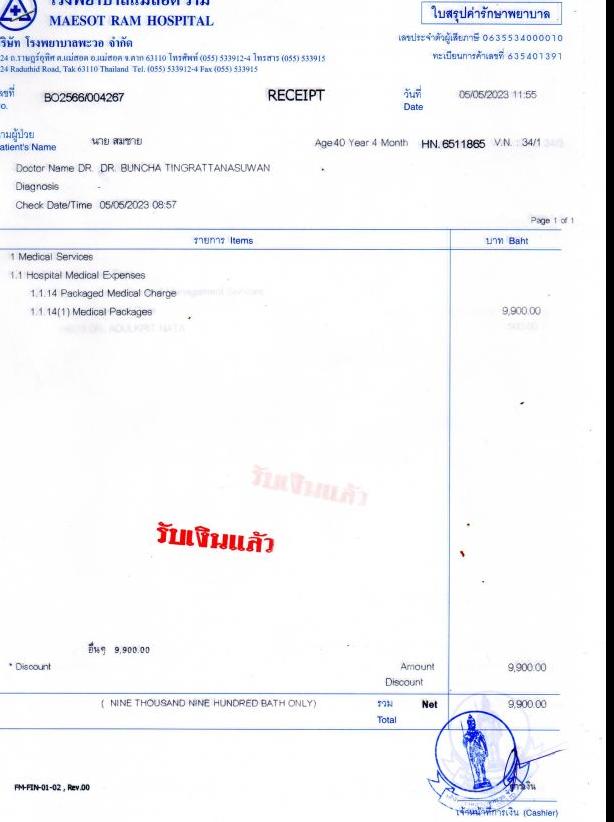 โรงพยาบาลแม่สอด ราม
MAESOT RAM HOSPITAL
ใบสรุปค่ารักษาพยาบาล
บริษัท โรงพยาบาลพะวอ จำกัด
เลขประจำตัวผู้เสียภาษี 0635534000010
24 ถ.ราษฎร์อุทิศ ต.แม่สอด อ.แม่สอด จ.ตาก 63110 โทรศัพท์ (055) 533912-4 โทรสาร (055) 533915
ทะเบียนการค้าเลขที่ 635401391
24 Raduthid Road, Tak 63110 Thailand Tel. (055) 533912-4 Fax (055) 533915
เลขที่ BO2566/004267 RECEIPT วันที่ 05/05/2023 11:55
No. Date
นามผู้ป่วย นาย สมชาย Age40 Year 4 Month HN. 6511865 V.N. : 34/1
Patient's Name
Doctor Name DR. DR. BUNCHA TINGRATTANASUWAN
Diagnosis -
Check Date/Time 05/05/2023 08:57
Page 1 of 1
รายการ Items บาท Baht
1 Medical Services
1.1 Hospital Medical Expenses
1.1.14 Packaged Medical Charge
1.1.14(1) Medical Packages 9,900.00
รับเงินแล้ว
รับเงินแล้ว
อื่นๆ 9,900.00
* Discount Amount 9,900.00
Discount
( NINE THOUSAND NINE HUNDRED BATH ONLY) รวม Net 9,900.00
Total
FM-FIN-01-02 , Rev.00
เจ้าหน้าที่การเงิน (Cashier)